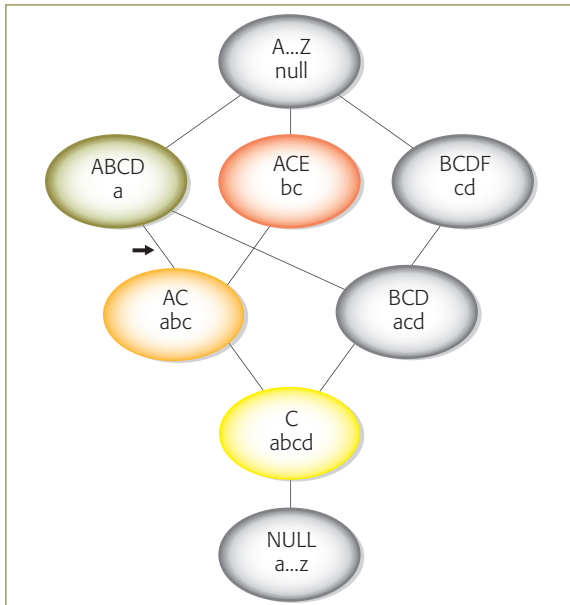 A...Z
null
ABCD
a
ACE
bc
BCDF
cd
AC
abc
BCD
acd
C
abcd
NULL
a...z